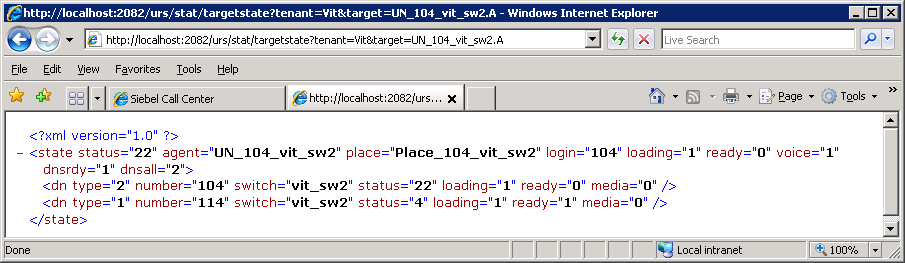 http://localhost:2082/urs/stat/targetstate?tenant=Vit&target=UN_104_vit_sw2.A - Windows Internet Explorer
http://localhost:2082/urs/stat/targetstate?tenant=Vit&target=UN_104_vit_sw2.A
Live Search
File Edit View Favorites Tools Help
Siebel Call Center
http://localhost:2082/ur...
Page Tools »
<?xml version="1.0" ?>
– <state status="22" agent="UN_104_vit_sw2" place="Place_104_vit_sw2" login="104" loading="1" ready="0" voice="1"
dnsrdy="1" dnsall="2">
<dn type="2" number="104" switch="vit_sw2" status="22" loading="1" ready="0" media="0" />
<dn type="1" number="114" switch="vit_sw2" status="4" loading="1" ready="1" media="0" />
</state>
Done
Local intranet
100%